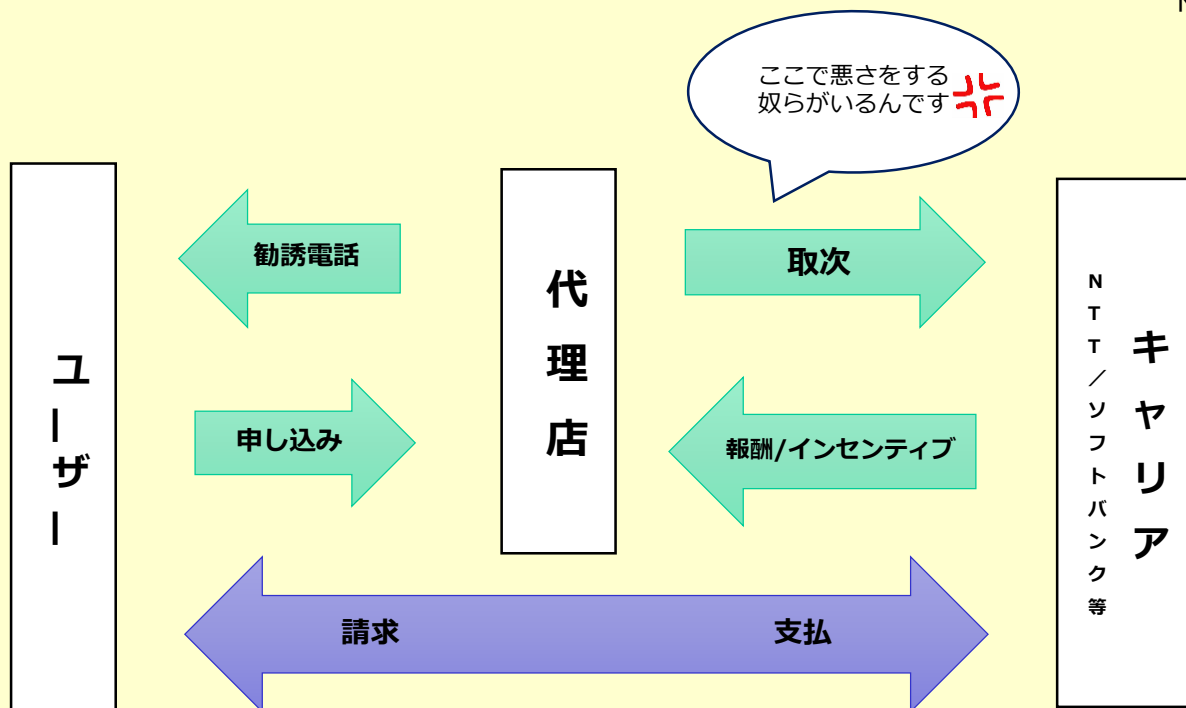 ここで悪さをする
奴らがいるんです
勧誘電話
取次
代理店
ユーザー
NTT/ソフトバンク等
キャリア
申し込み
報酬/インセンティブ
請求
支払